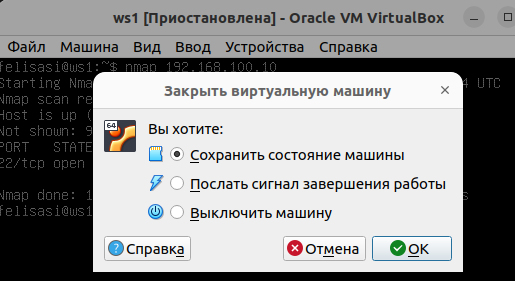 ws1 [Приостановлена] - Oracle VM VirtualBox
Файл Машина Вид Ввод Устройства Справка
felisasi@ws1:~$ nmap 192.168.100.10
Starting Nma 4 UTC
Nmap scan re
Host is up (
Not shown: 9
PORT STATE
22/tcp open
Nmap done: 1 s
felisasi@ws1
Закрыть виртуальную машину
64
Вы хотите:
Сохранить состояние машины
Послать сигнал завершения работы
Выключить машину
Справка Отмена OK